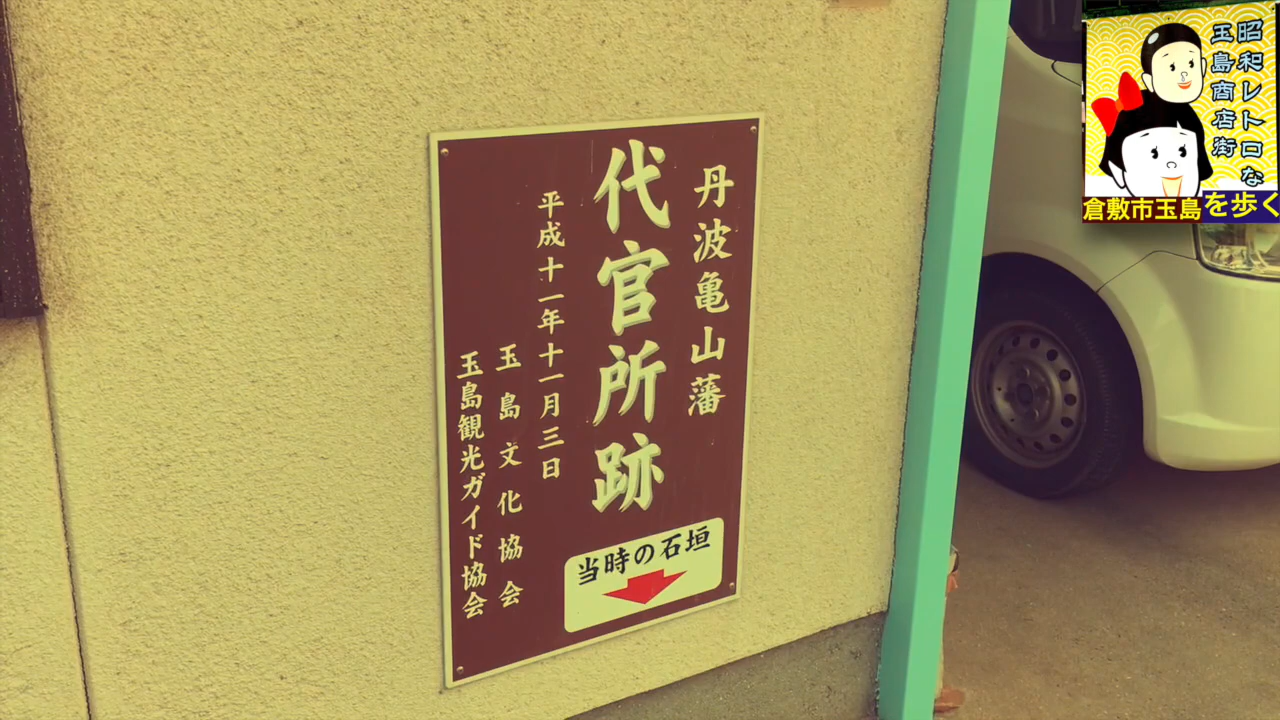 丹波亀山藩
代官所跡
平成十一年十一月三日
玉島文化協会
玉島観光ガイド協会
当時の石垣
昭和レトロな
玉島商店街
倉敷市玉島を歩く